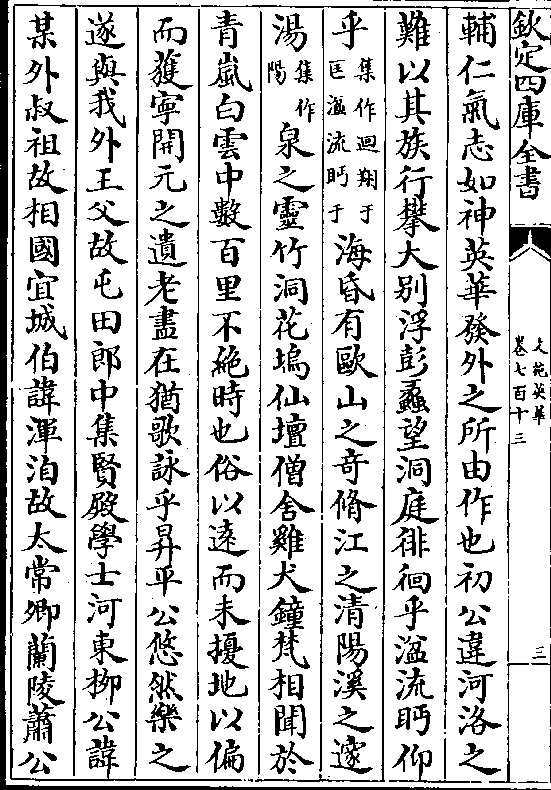 欽定四庫全書
文苑英華
卷七百十三
三
輔仁氣志如神英華發外之所由作也初公違河洛之
難以其族行攀大别浮彭蠡望洞庭徘徊乎湓流眄仰
乎集作迴翔于匡湓流眄于海昏有歐山之竒脩江之清陽溪之邃
湯集作陽泉之靈竹洞花塢仙壇僧舍雞犬鐘梵相聞於
青嵐白雲中數百里不絶時也俗以逺而未擾地以偏
而獲寧開元之遺老盡在猶歌詠乎昇平公悠然樂之
遂與我外王父故屯田郎中集賢殿學士河東栁公諱
某外叔祖故相國宜城伯諱渾洎故太常卿蘭陵蕭公